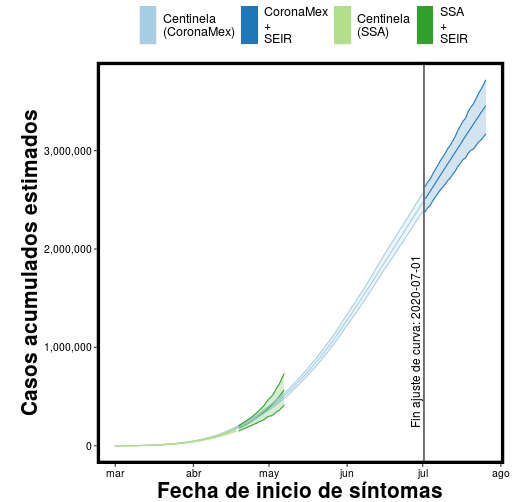 Centinela
(CoronaMex)
CoronaMex
+
SEIR
Centinela
(SSA)
SSA
+
SEIR
Casos acumulados estimados
3,000,000
2,000,000
1,000,000
0
Fin ajuste de curva: 2020-07-01
mar
abr
may
jun
jul
ago
Fecha de inicio de síntomas